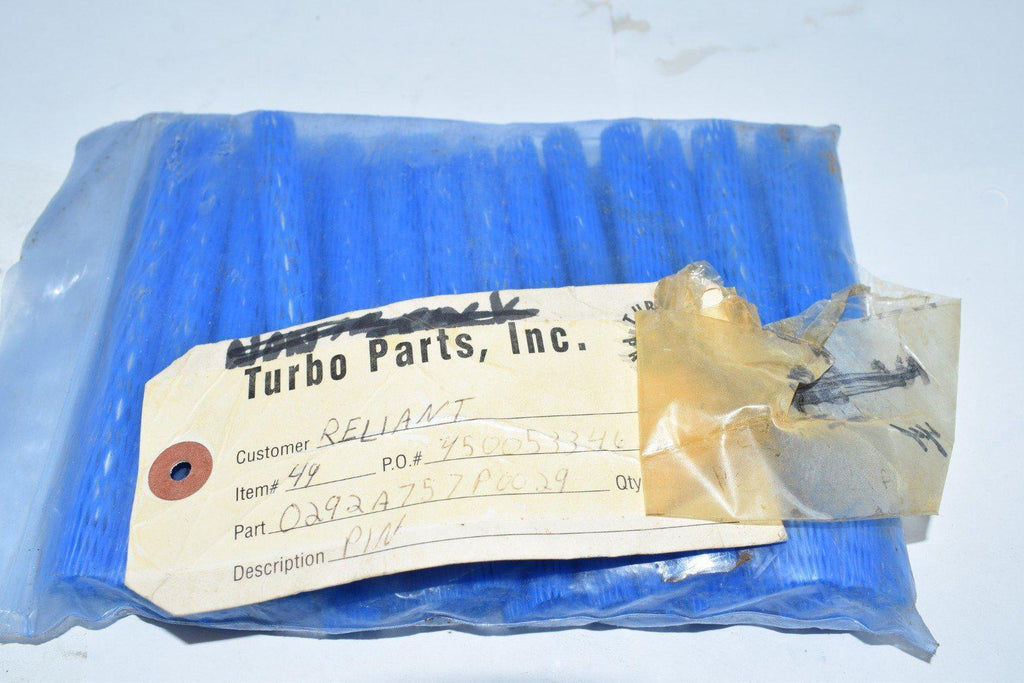 Turbo Parts, Inc.
Customer RELIANT
Item# 49 P.O.# 450053346
Part 0292A757P0029 Qty
Description PIN